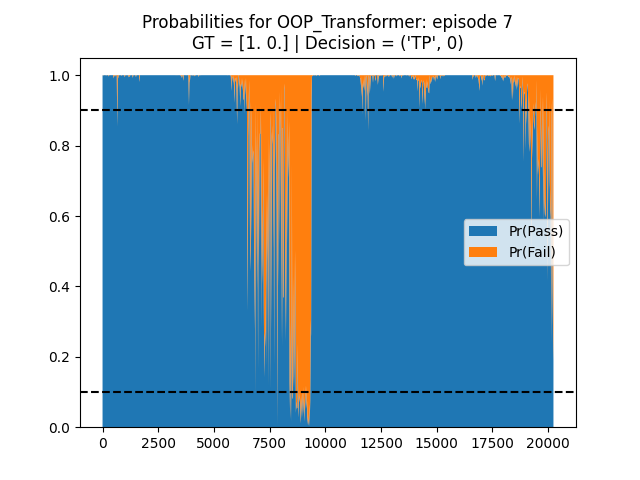 Probabilities for OOP_Transformer: episode 7
GT = [1. 0.] | Decision = ('TP', 0)
1.0
0.8
0.6
0.4
0.2
0.0
Pr(Pass)
Pr(Fail)
0 2500 5000 7500 10000 12500 15000 17500 20000